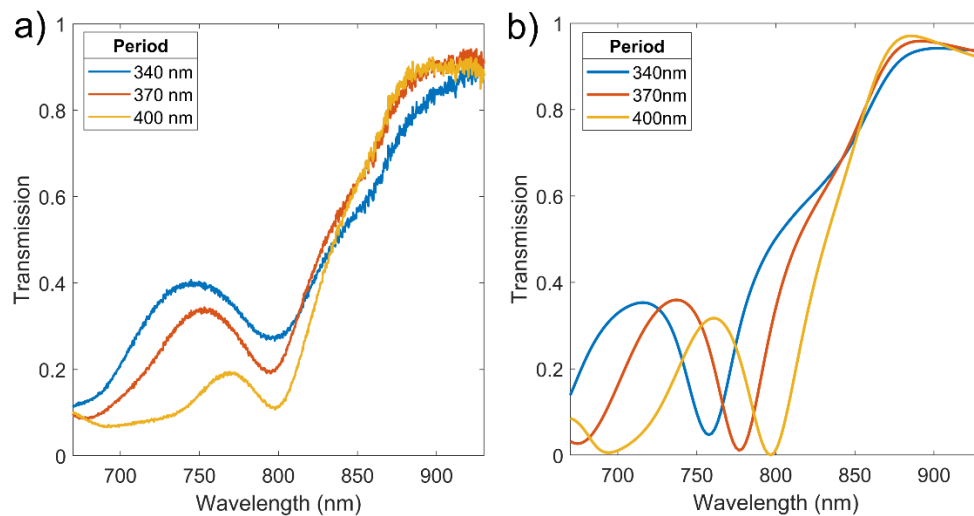 a)
Period
340 nm
370 nm
400 nm
Transmission
1
0.8
0.6
0.4
0.2
0
700 750 800 850 900
Wavelength (nm)
b)
Period
340nm
370nm
400nm
Transmission
1
0.8
0.6
0.4
0.2
0
700 750 800 850 900
Wavelength (nm)